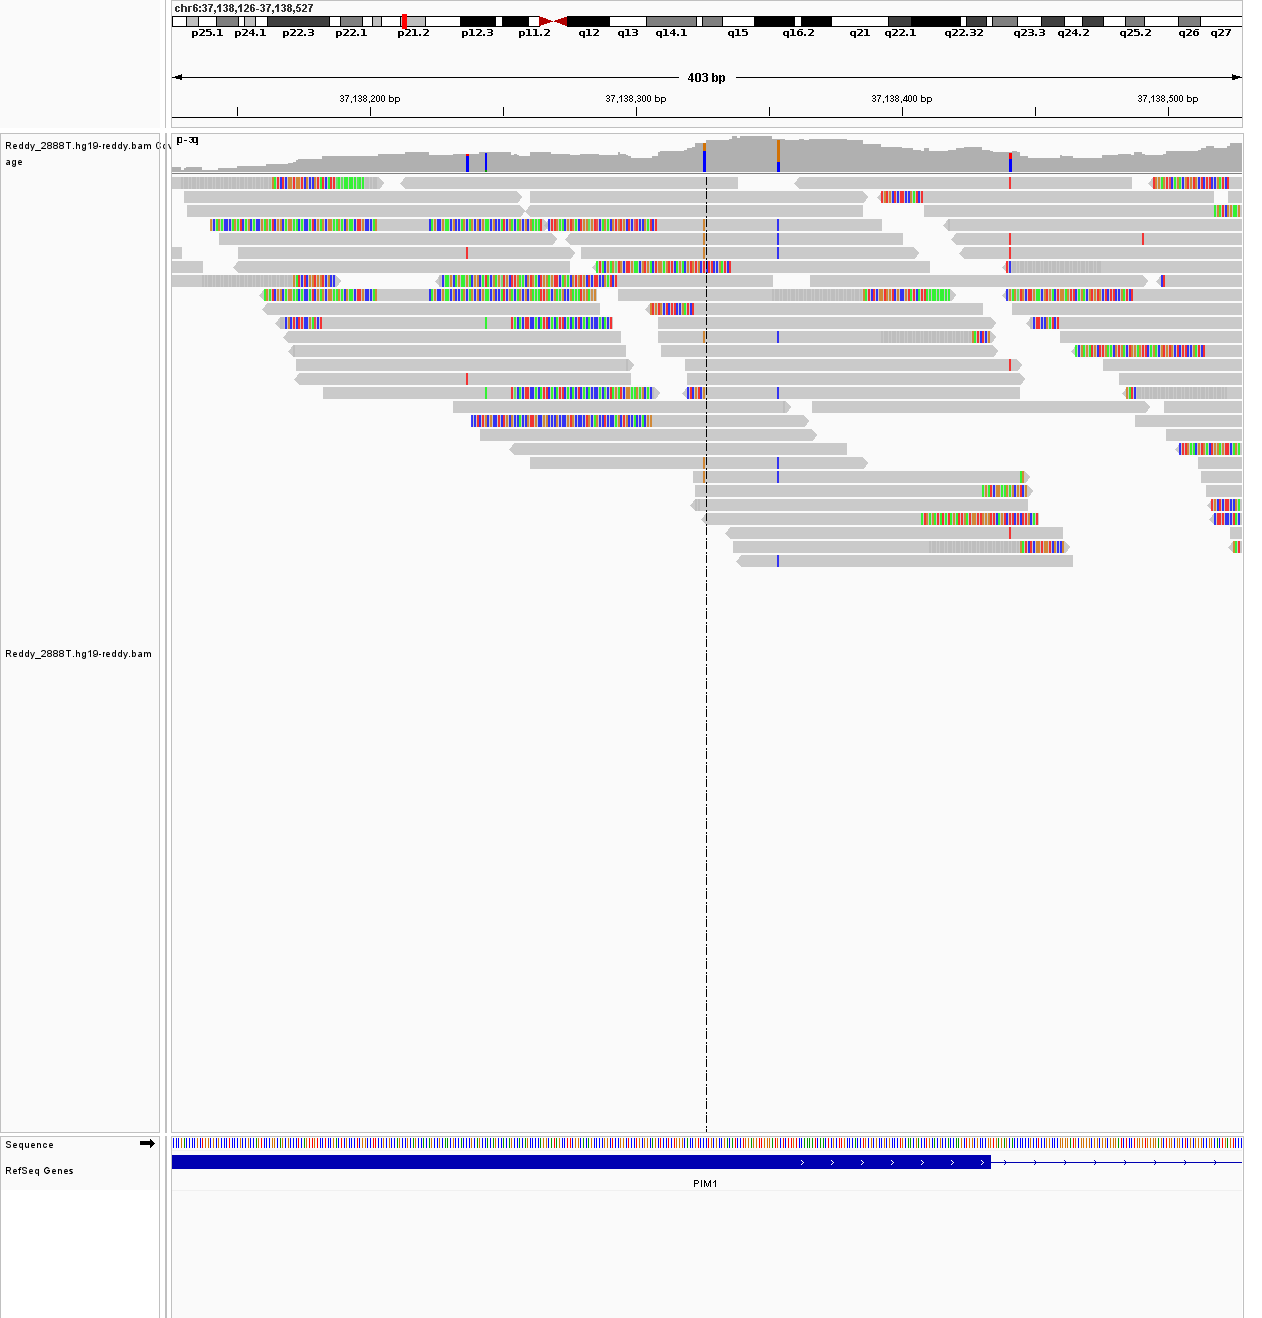 chr6:37,138,126-37,138,527
p25.1 p24.1 p22.3 p22.1 p21.2 p12.3 p11.2 q12 q13 q14.1 q15 q16.2 q21 q22.1 q22.32 q23.3 q24.2 q25.2 q26 q27
403 bp
37,138,200 bp 37,138,300 bp 37,138,400 bp 37,138,500 bp
Reddy_2888T.hg19-reddy.bam
age
Reddy_2888T.hg19-reddy.bam
Sequence
RefSeq Genes
PIM1